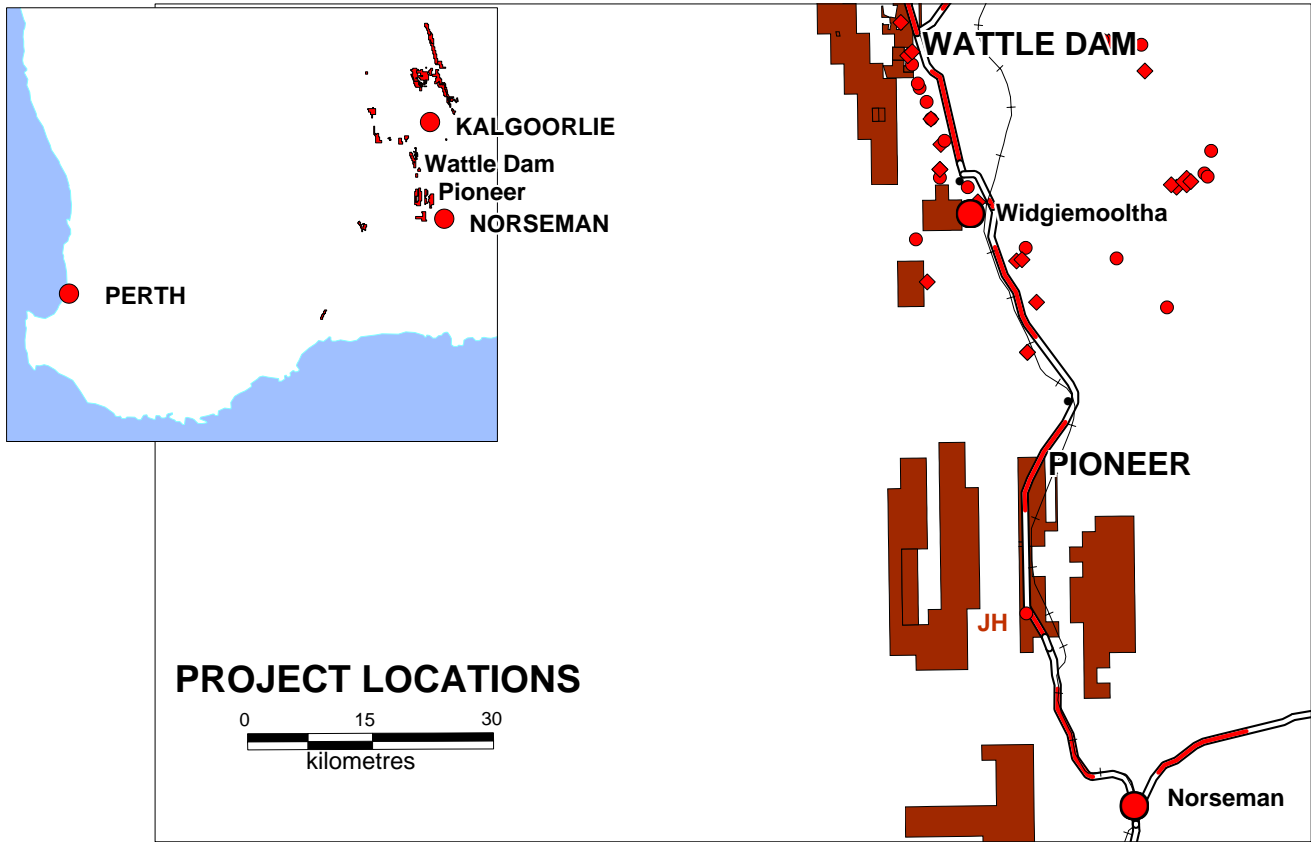 WATTLE DAM
KALGOORLIE
Wattle Dam
Pioneer
NORSEMAN
Widgiemooltha
PERTH
PIONEER
JH
PROJECT LOCATIONS
0 15 30
kilometres
Norseman